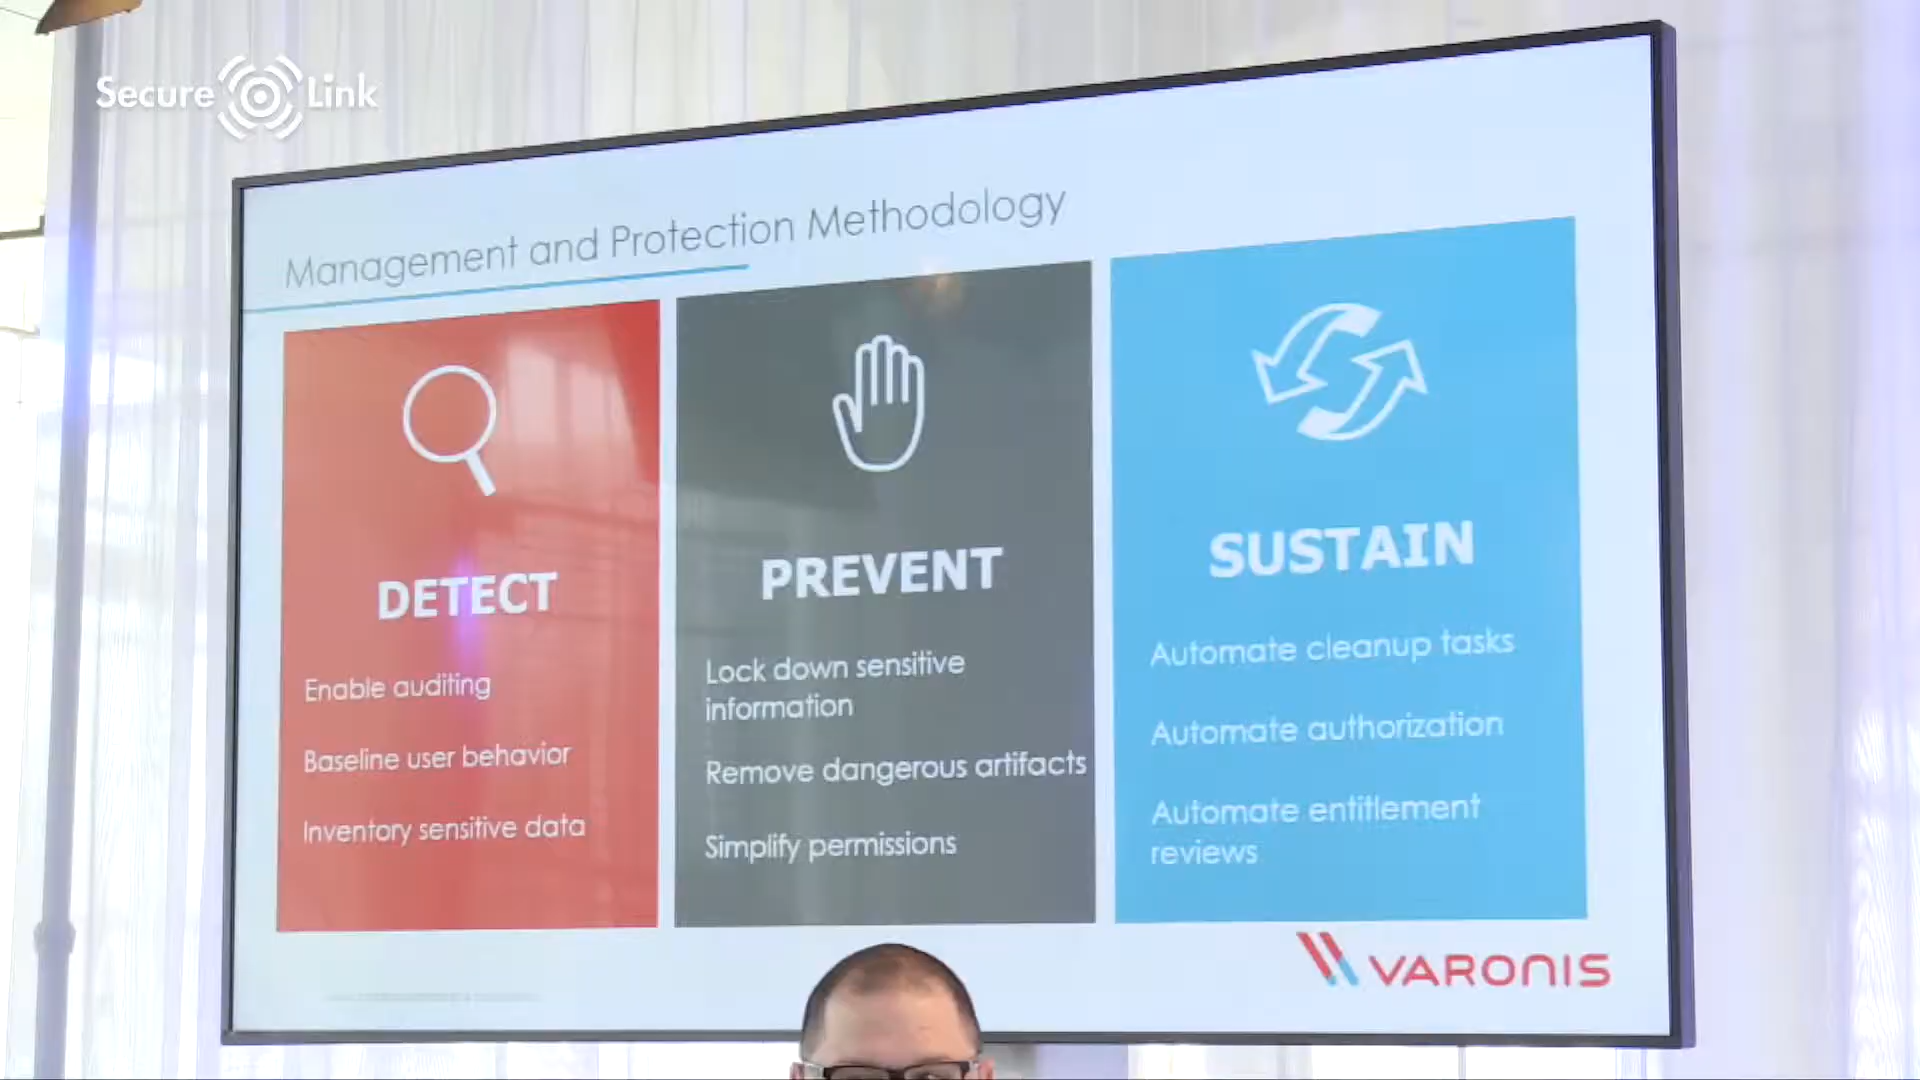 Secure Link
Management and Protection Methodology
DETECT
Enable auditing
Baseline user behavior
Inventory sensitive data
PREVENT
Lock down sensitive
information
Remove dangerous artifacts
Simplify permissions
SUSTAIN
Automate cleanup tasks
Automate authorization
Automate entitlement
reviews
VARONIS